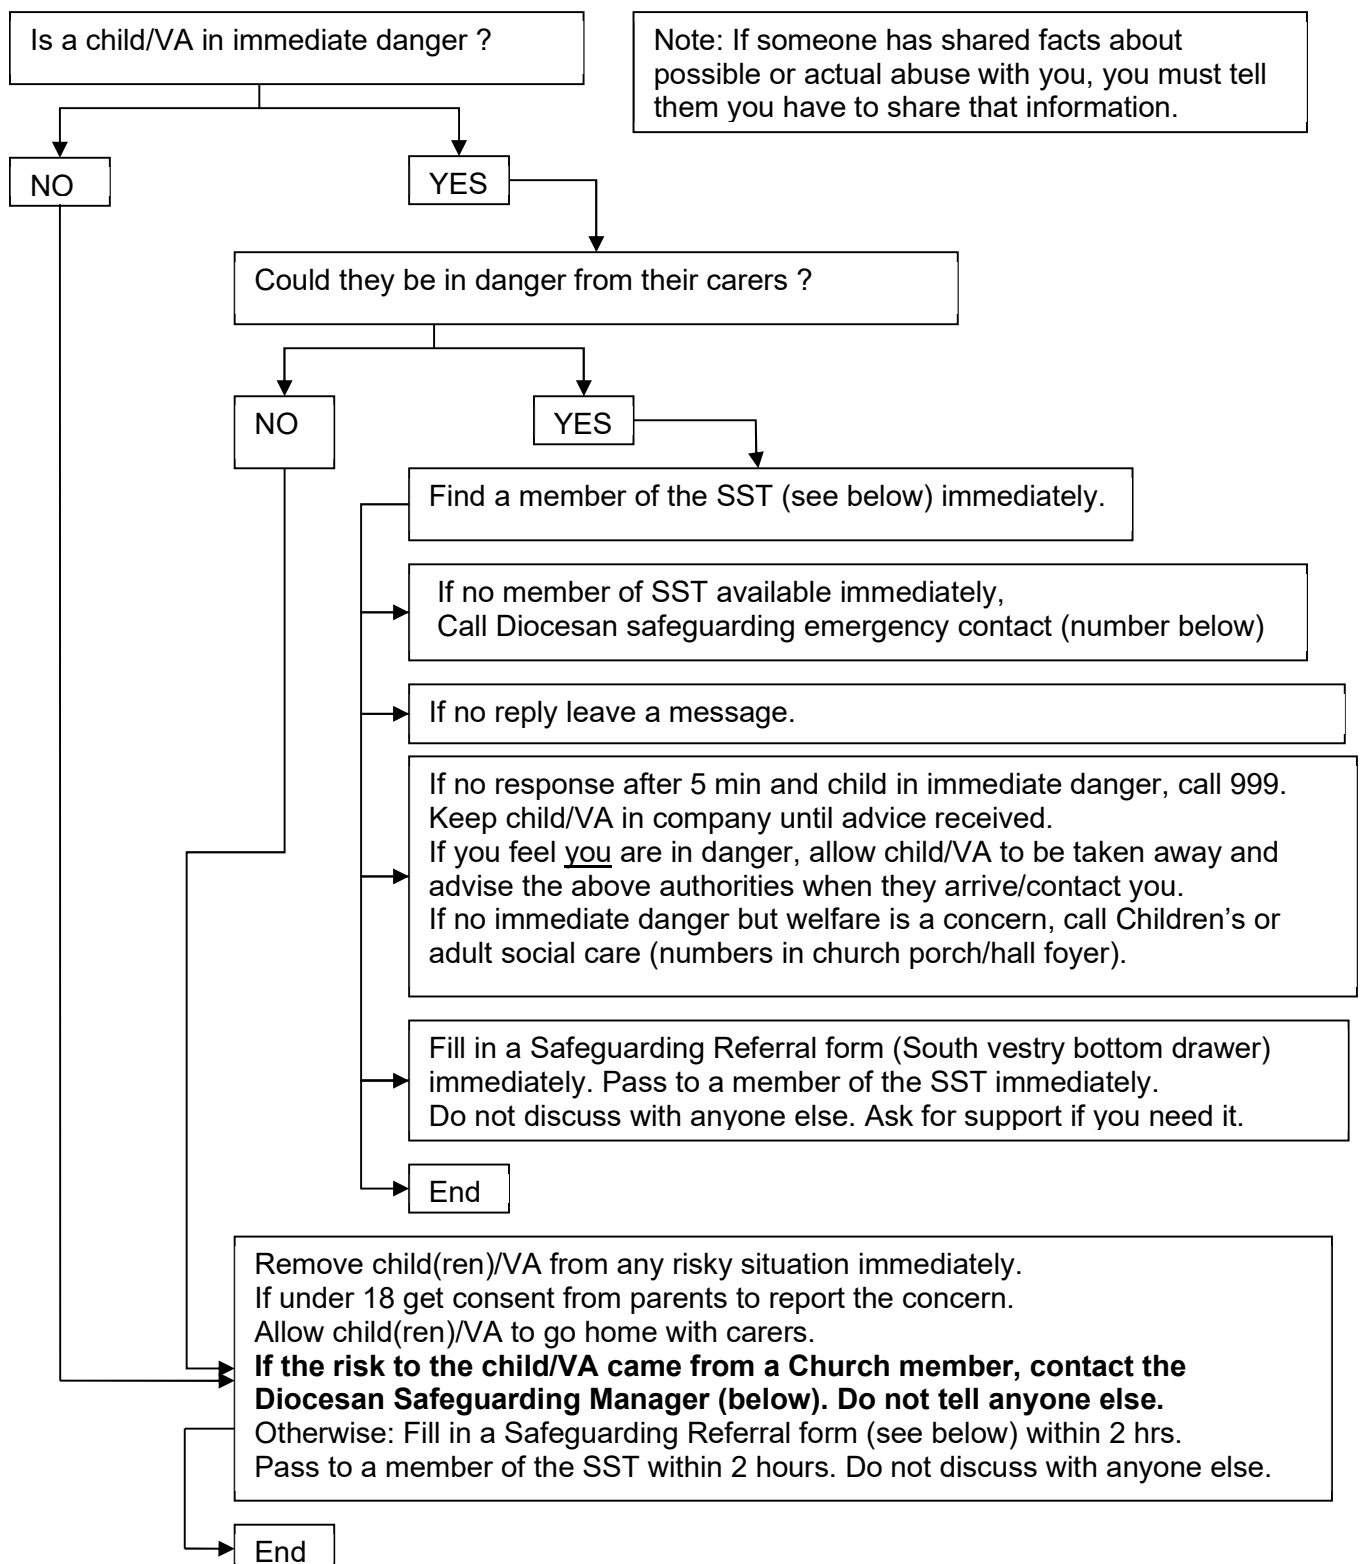 Is a child/VA in immediate danger ?
Note: If someone has shared facts about
possible or actual abuse with you, you must tell
them you have to share that information.
NO
YES
Could they be in danger from their carers ?
NO
YES
Find a member of the SST (see below) immediately.
If no member of SST available immediately,
Call Diocesan safeguarding emergency contact (number below)
If no reply leave a message.
If no response after 5 min and child in immediate danger, call 999.
Keep child/VA in company until advice received.
If you feel you are in danger, allow child/VA to be taken away and
advise the above authorities when they arrive/contact you.
If no immediate danger but welfare is a concern, call Children’s or
adult social care (numbers in church porch/hall foyer).
Fill in a Safeguarding Referral form (South vestry bottom drawer)
immediately. Pass to a member of the SST immediately.
Do not discuss with anyone else. Ask for support if you need it.
End
Remove child(ren)/VA from any risky situation immediately.
If under 18 get consent from parents to report the concern.
Allow child(ren)/VA to go home with carers.
If the risk to the child/VA came from a Church member, contact the
Diocesan Safeguarding Manager (below). Do not tell anyone else.
Otherwise: Fill in a Safeguarding Referral form (see below) within 2 hrs.
Pass to a member of the SST within 2 hours. Do not discuss with anyone else.
End